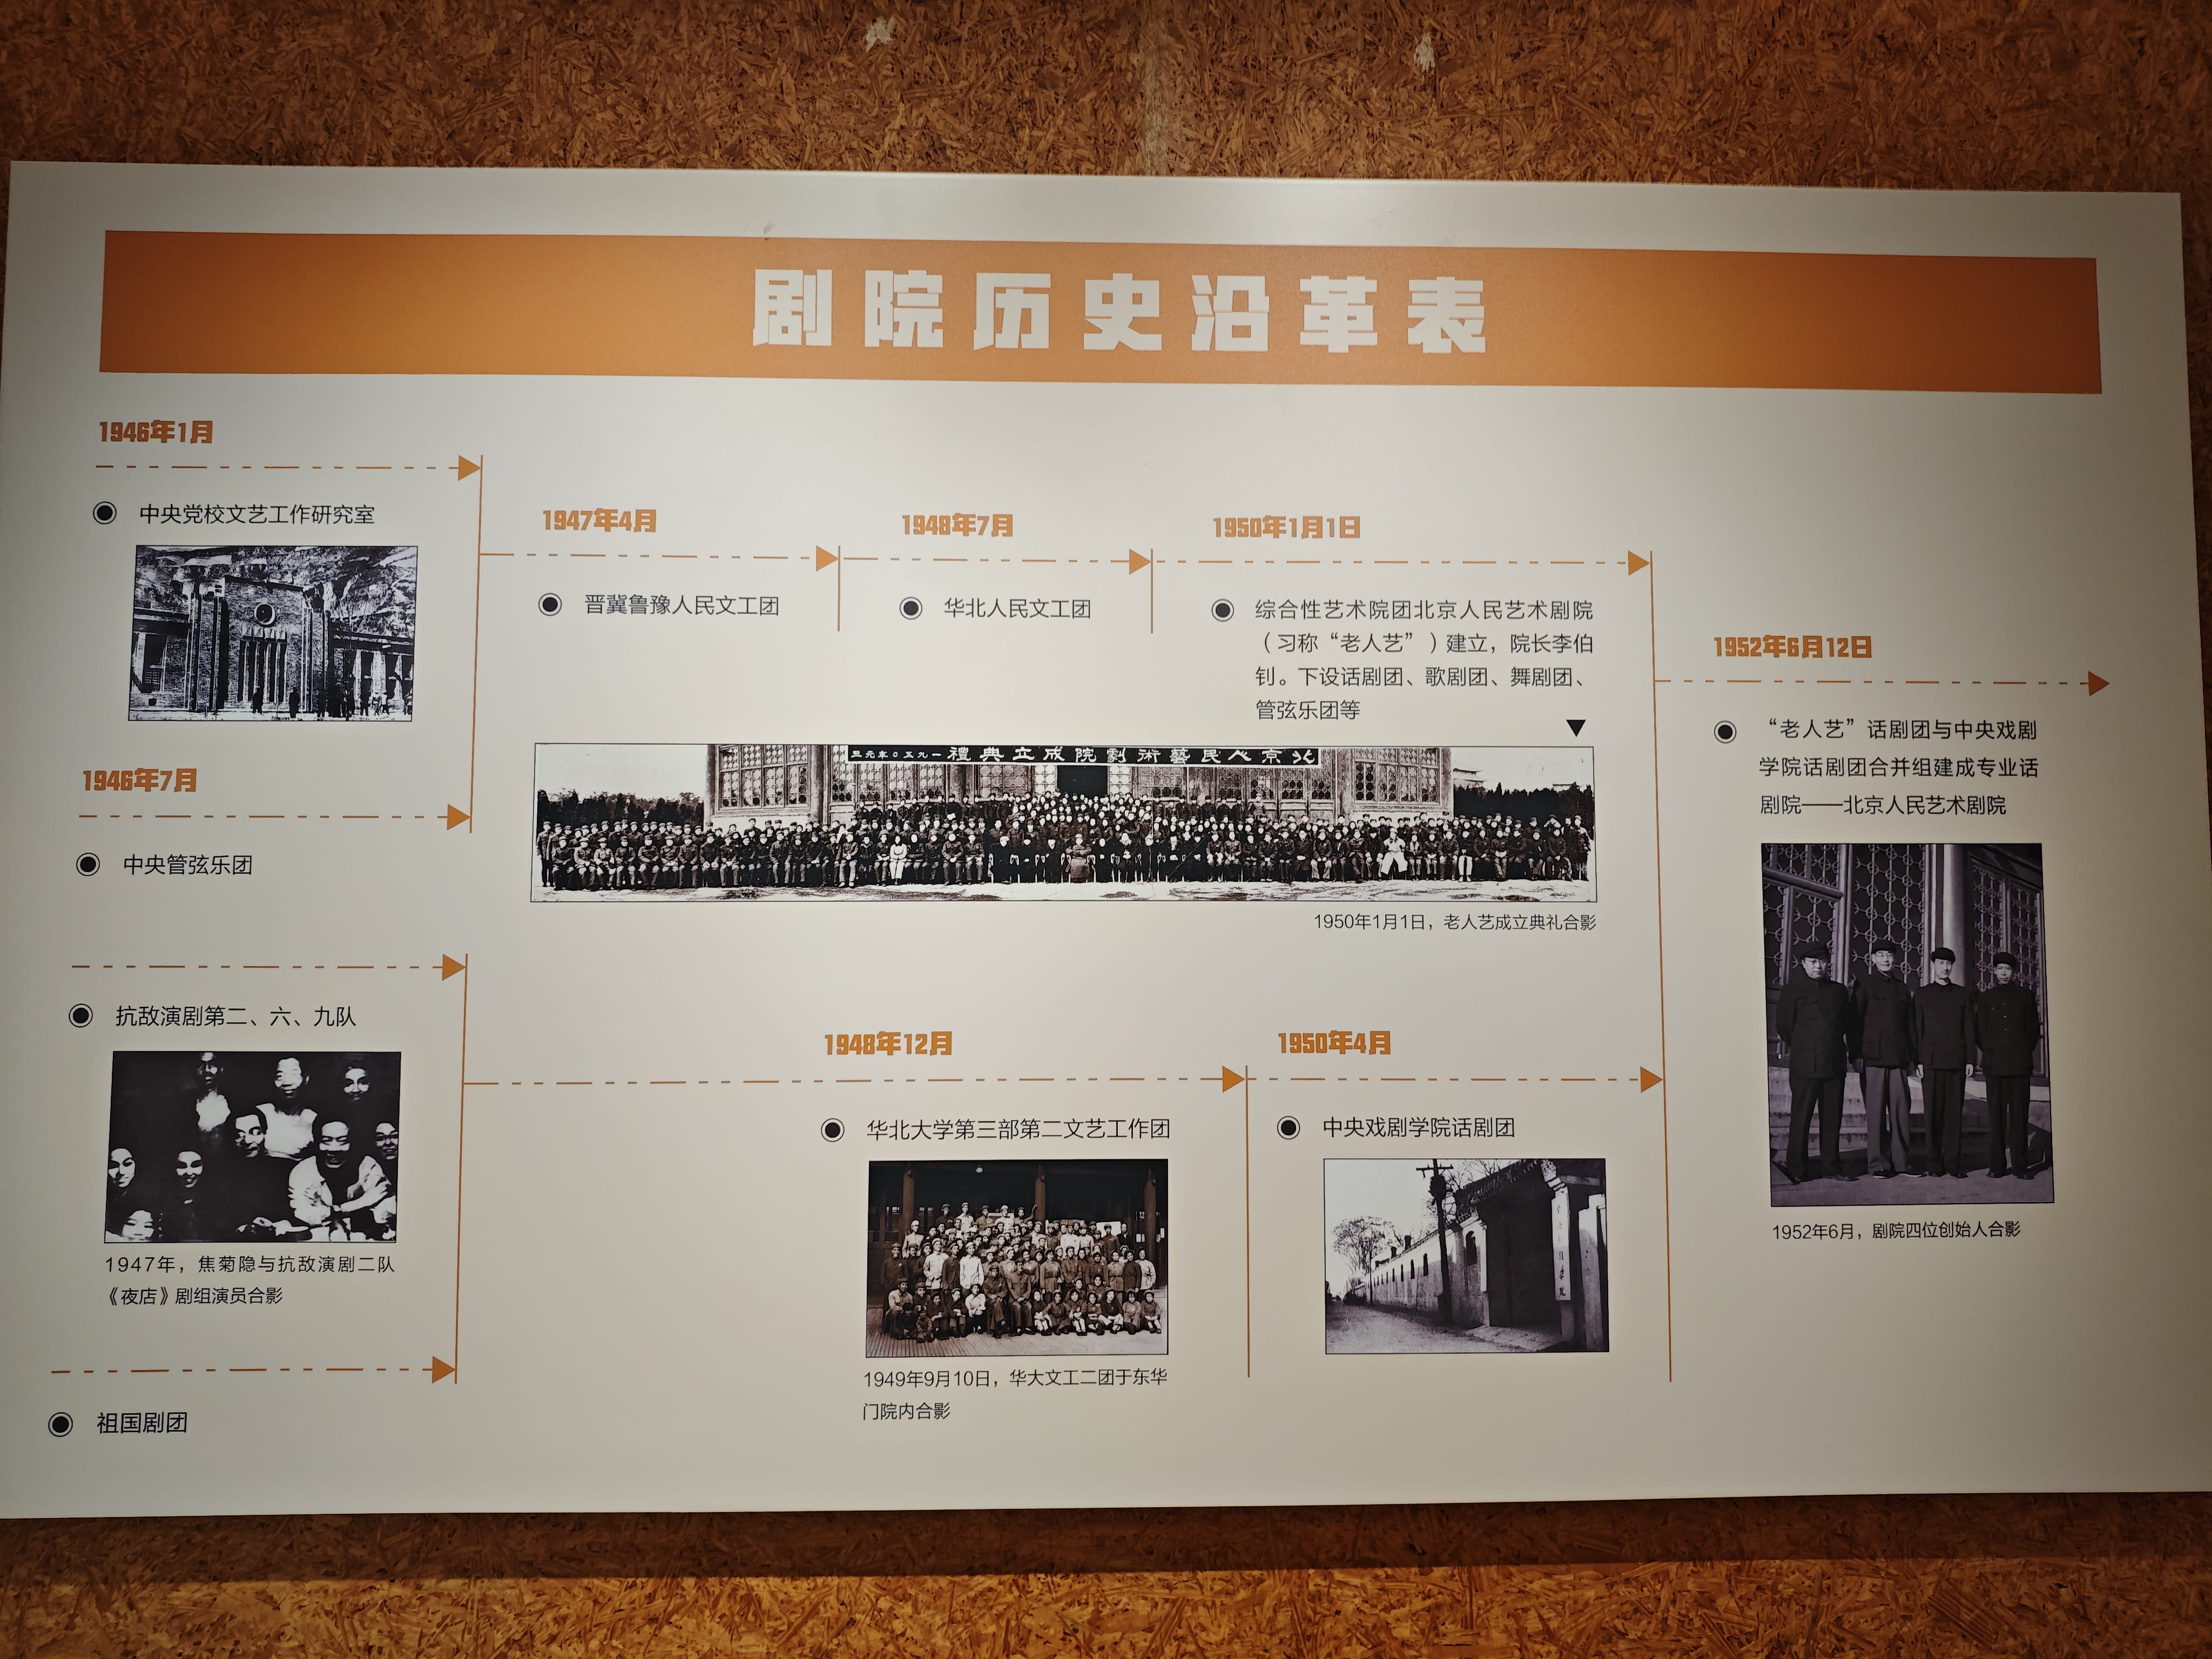 剧院历史沿革表
1946年1月
中央党校文艺工作研究室
1946年7月
中央管弦乐团
1947年4月
晋冀鲁豫人民文工团
1948年7月
华北人民文工团
1950年1月1日
综合性艺术院团北京人民艺术剧院
（习称“老人艺”）建立，院长李伯
钊。下设话剧团、歌剧团、舞剧团、
管弦乐团等
▼
旦元年0五九一 禮典立成院劇術藝民人京北
1950年1月1日，老人艺成立典礼合影
抗敌演剧第二、六、九队
1947年，焦菊隐与抗敌演剧二队
《夜店》剧组演员合影
祖国剧团
1948年12月
华北大学第三部第二文艺工作团
1949年9月10日，华大文工二团于东华
门院内合影
1950年4月
中央戏剧学院话剧团
1952年6月12日
“老人艺”话剧团与中央戏剧
学院话剧团合并组建成专业话
剧院——北京人民艺术剧院
1952年6月，剧院四位创始人合影